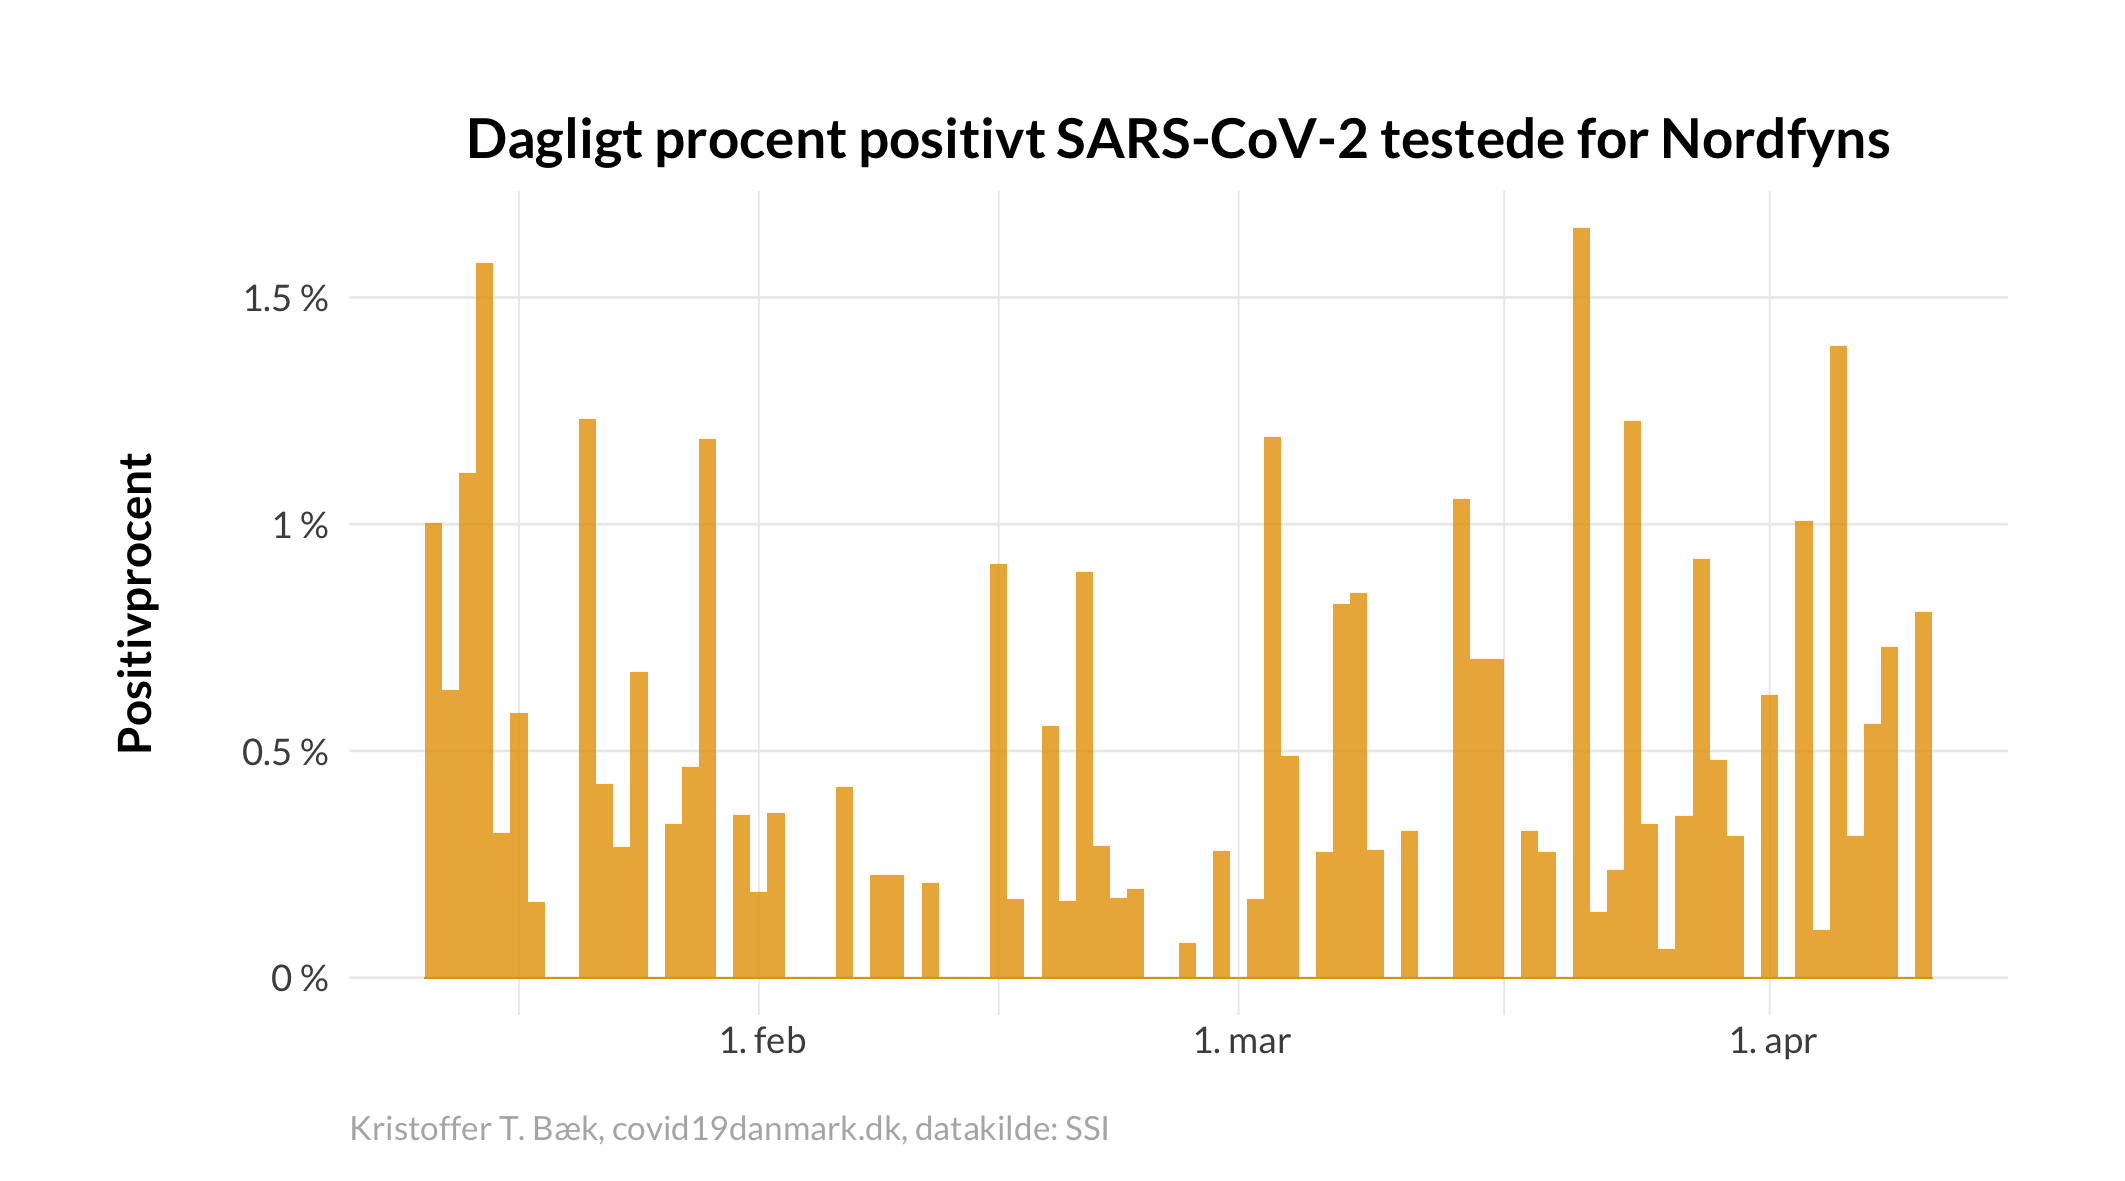 Dagligt procent positivt SARS-CoV-2 testede for Nordfyns
Positivprocent
1.5 %
1 %
0.5 %
0 %
1. feb
1. mar
1. apr
Kristoffer T. Bæk, covid19danmark.dk, datakilde: SSI